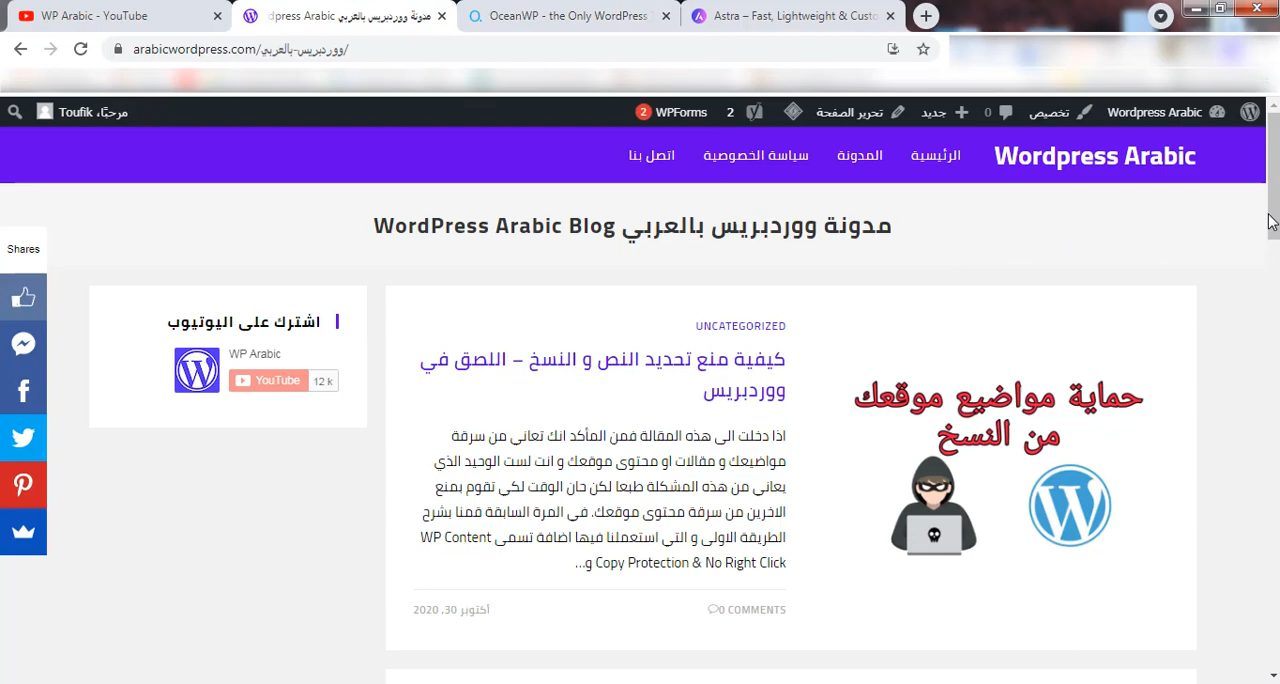 WP Arabic - YouTube
مدونة ووردبريس بالعربي dpress Arabic
OceanWP - the Only WordPress T
Astra – Fast, Lightweight & Custo
arabicwordpress.com/ووردبريس-بالعربي/
Wordpress Arabic
تخصيص
0
جديد
تحرير الصفحة
2
WPForms 2
مرحبًا، Toufik
Wordpress Arabic
الرئيسية
المدونة
سياسة الخصوصية
اتصل بنا
مدونة ووردبريس بالعربي WordPress Arabic Blog
Shares
UNCATEGORIZED
كيفية منع تحديد النص و النسخ – اللصق في
ووردبريس
اذا دخلت الى هذه المقالة فمن المأكد انك تعاني من سرقة
مواضيعك و مقالات او محتوى موقعك و انت لست الوحيد الذي
يعاني من هذه المشكلة طبعا لكن حان الوقت لكي تقوم بمنع
الاخرين من سرقة محتوى موقعك. في المرة السابقة قمنا بشرح
الطريقة الاولى و التي استعملنا فيها اضافة تسمى WP Content
Copy Protection & No Right Click و…
0 COMMENTS
أكتوبر 30, 2020
حماية مواضيع موقعك
من النسخ
اشترك على اليوتيوب
WP Arabic
YouTube
12 k